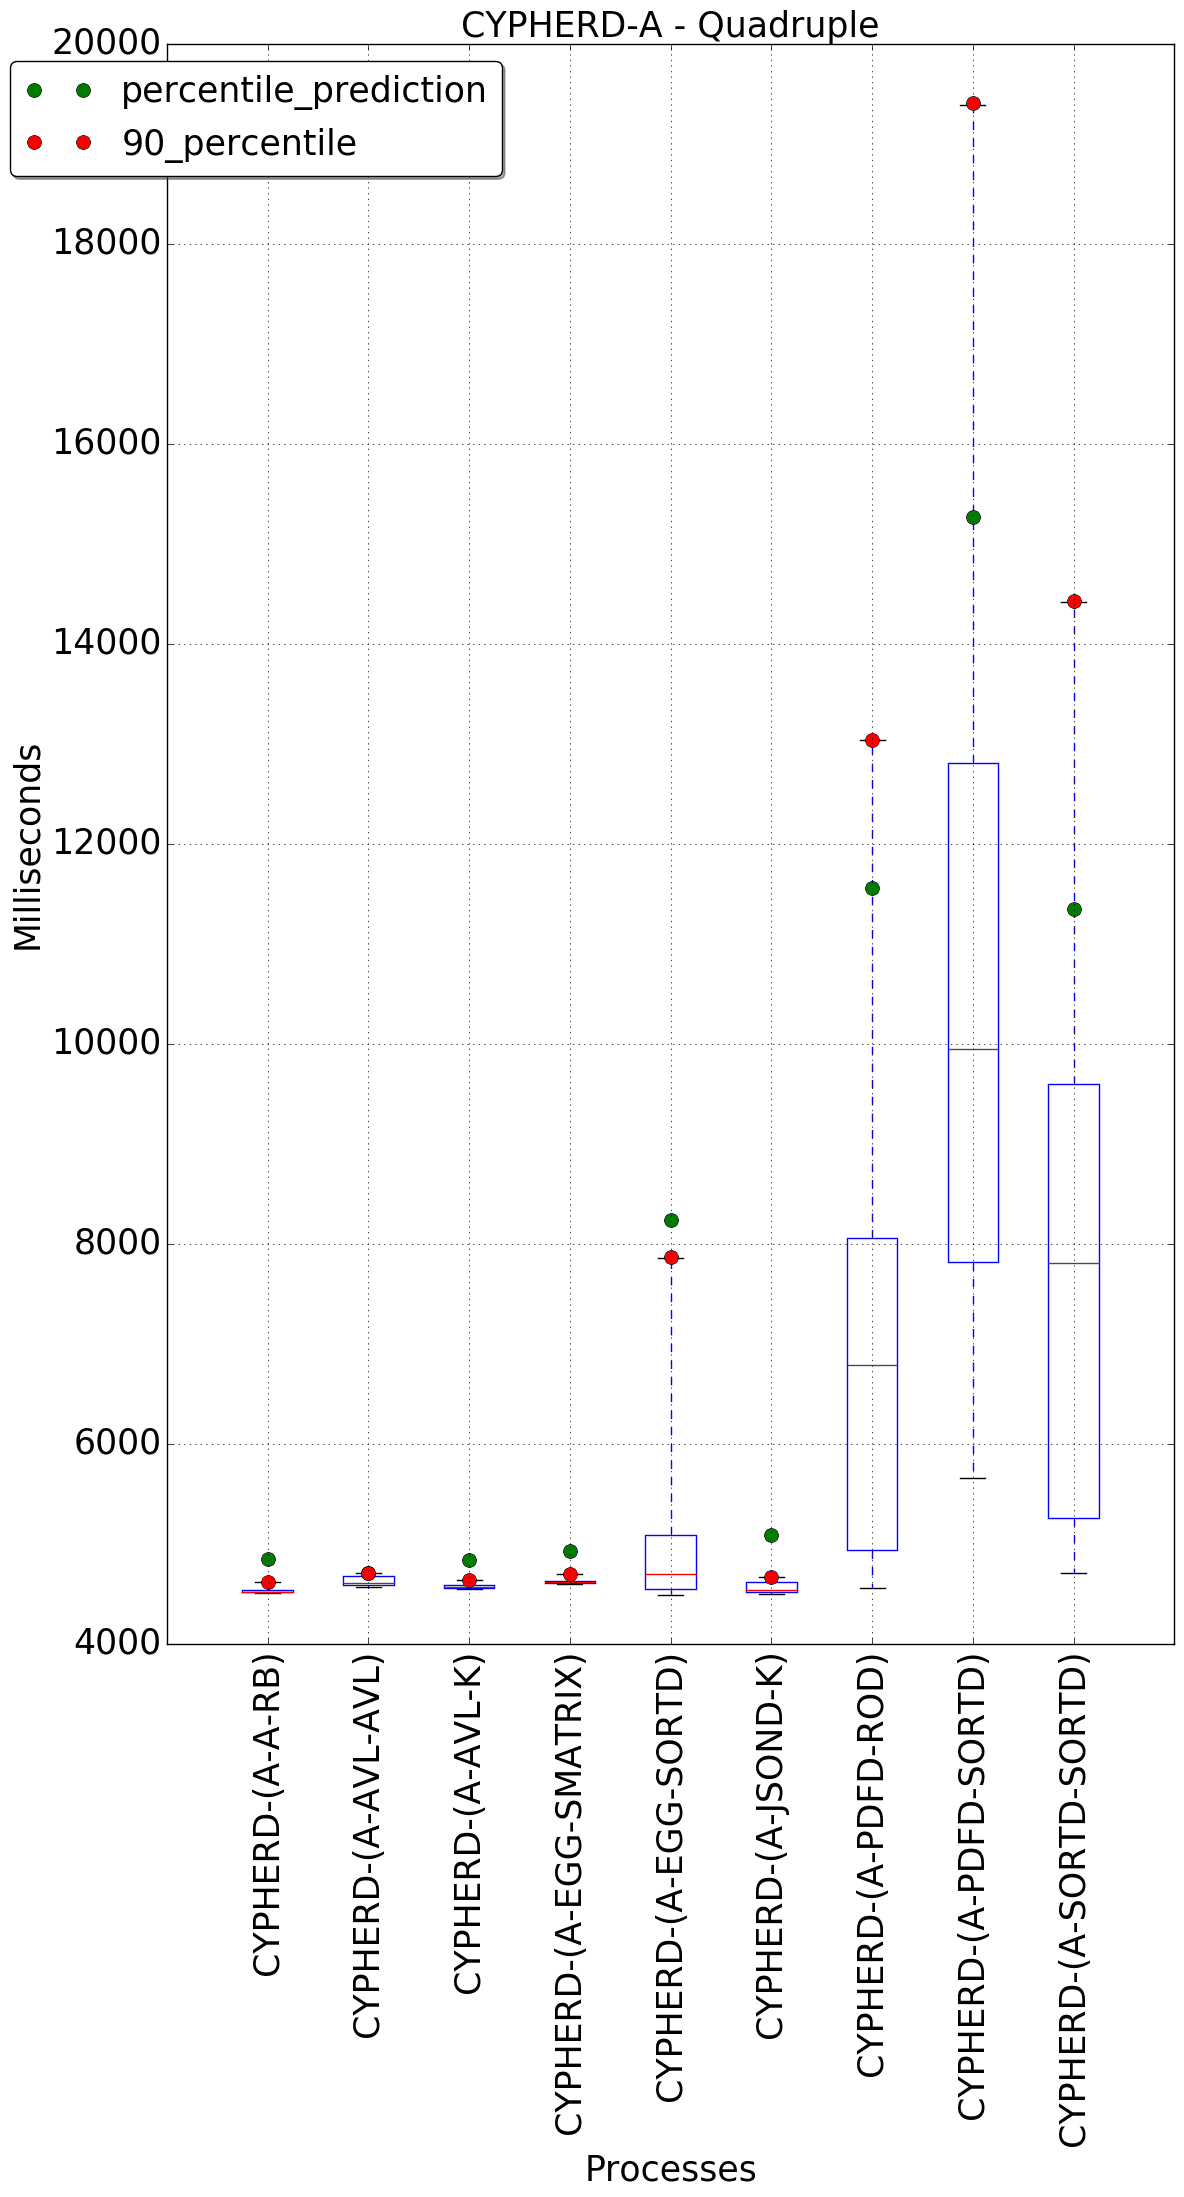 CYPHERD-A - Quadruple
percentile_prediction
90_percentile
20000
18000
16000
14000
12000
10000
8000
6000
4000
Milliseconds
CYPHERD-(A-A-RB)
CYPHERD-(A-AVL-AVL)
CYPHERD-(A-AVL-K)
CYPHERD-(A-EGG-SMATRIX)
CYPHERD-(A-EGG-SORTD)
CYPHERD-(A-JSOND-K)
CYPHERD-(A-PDFD-ROD)
CYPHERD-(A-PDFD-SORTD)
CYPHERD-(A-SORTD-SORTD)
Processes